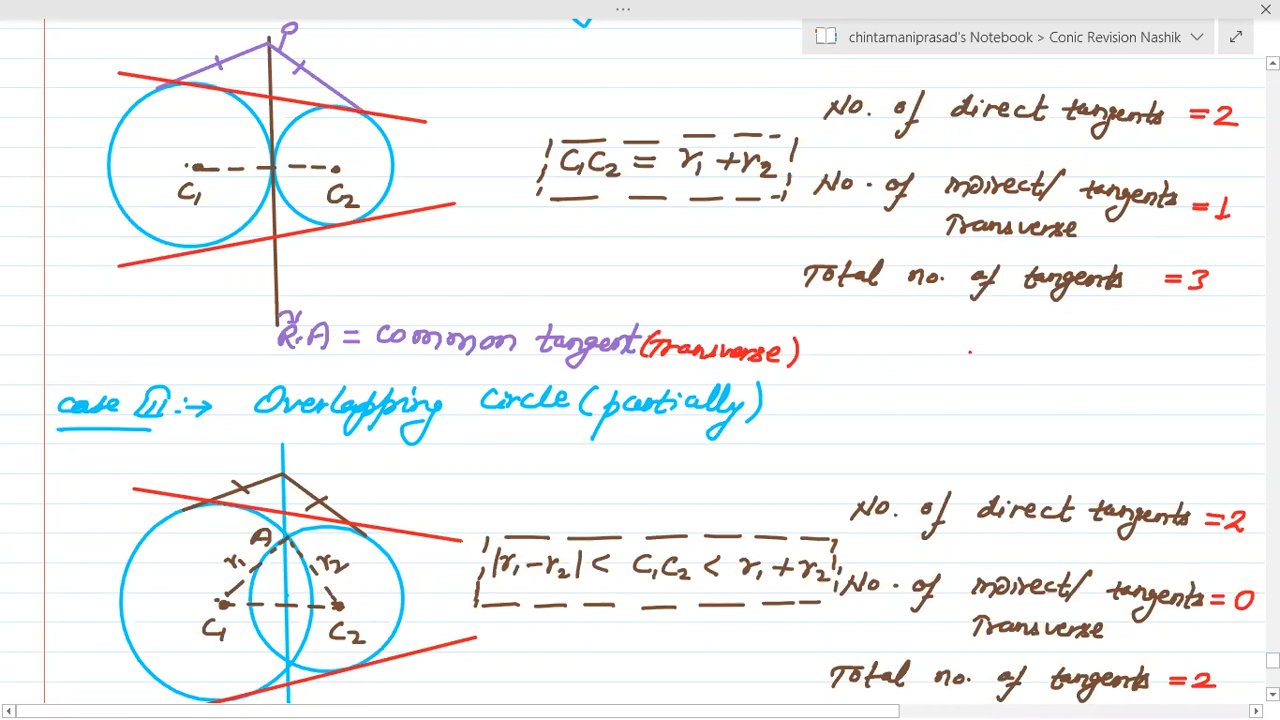 chintamaniprasad's Notebook > Conic Revision Nashik
P
No. of direct tangents = 2
C₁C₂ = r₁ + r₂
No. of indirect/ tangents = 1
Transverse
C₁
C₂
Total no. of tangents = 3
R.A = common tangent (Transverse)
case III :→ Overlapping Circle (partially)
No. of direct tangents = 2
A
r₁
r₂
|r₁-r₂| < C₁C₂ < r₁ + r₂
No. of indirect/ tangents = 0
Transverse
C₁
C₂
Total no. of tangents = 2